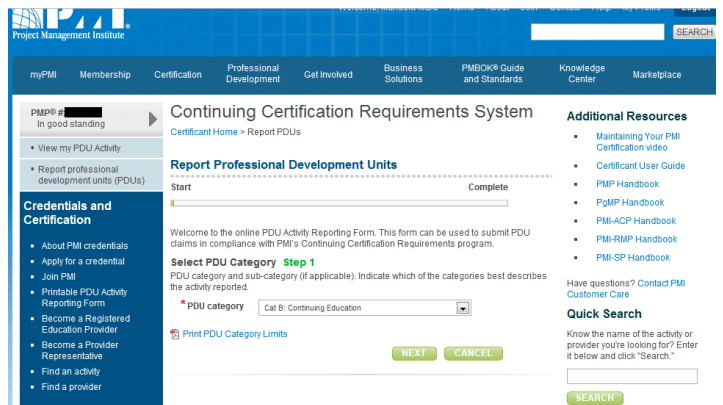 PMI
Project Management Institute
SEARCH
myPMI
Membership
Certification
Professional
Development
Get Involved
Business
Solutions
PMBOK® Guide
and Standards
Knowledge
Center
Marketplace
PMP® #:
In good standing
View my PDU Activity
Report professional
development units (PDUs)
Credentials and
Certification
About PMI credentials
Apply for a credential
Join PMI
Printable PDU Activity
Reporting Form
Become a Registered
Education Provider
Become a Provider
Representative
Find an activity
Find a provider
Continuing Certification Requirements System
Certificant Home > Report PDUs
Report Professional Development Units
Start Complete
Welcome to the online PDU Activity Reporting Form. This form can be used to submit PDU
claims in compliance with PMI's Continuing Certification Requirements program.
Select PDU Category Step 1
PDU category and sub-category (if applicable). Indicate which of the categories best describes
the activity reported.
*PDU category Cat B: Continuing Education
Print PDU Category Limits
NEXT CANCEL
Additional Resources
Maintaining Your PMI
Certification video
Certificant User Guide
PMP Handbook
PgMP Handbook
PMI-ACP Handbook
PMI-RMP Handbook
PMI-SP Handbook
Have questions? Contact PMI
Customer Care
Quick Search
Know the name of the activity or
provider you're looking for? Enter
it below and click "Search."
SEARCH